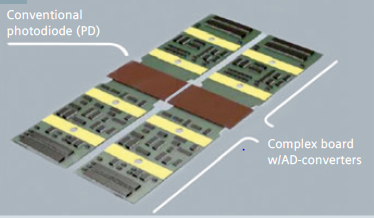 Conventional
photodiode (PD)
Complex board
w/AD-converters